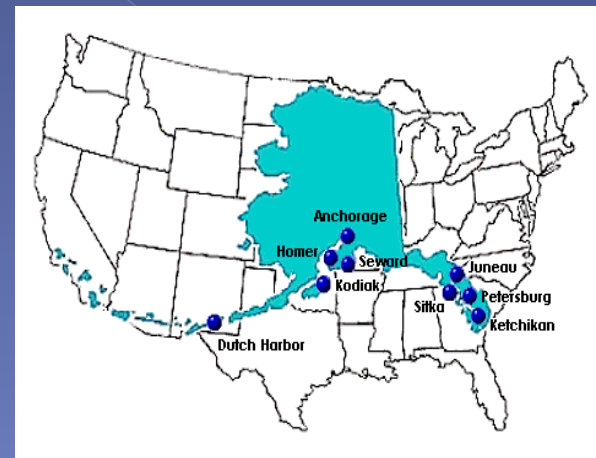 Anchorage
Homer
Seward
Juneau
Kodiak
Sitka
Petersburg
Ketchikan
Dutch Harbor